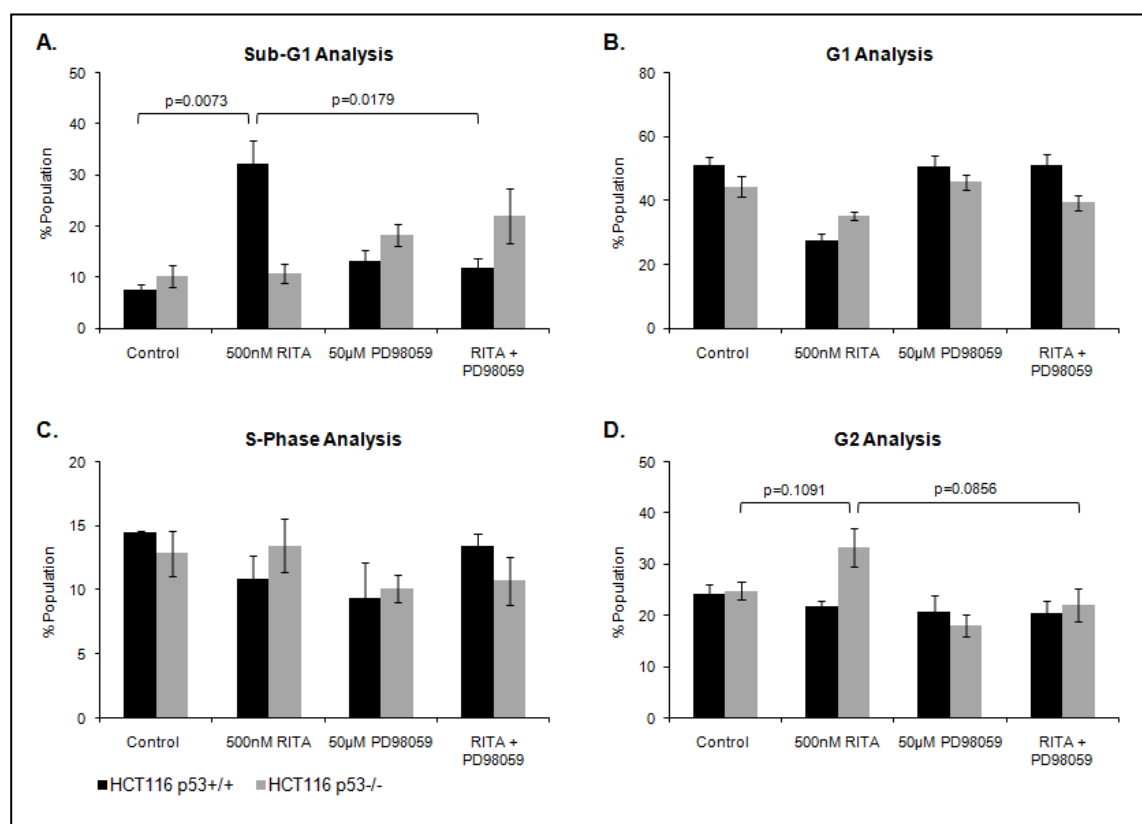 A.
Sub-G1 Analysis
50
40
30
20
10
0
% Population
p=0.0073
p=0.0179
Control
500nM RITA
50µM PD98059
RITA +
PD98059
B.
G1 Analysis
80
60
40
20
0
% Population
Control
500nM RITA
50µM PD98059
RITA +
PD98059
C.
S-Phase Analysis
20
15
10
5
0
% Population
Control
500nM RITA
50µM PD98059
RITA +
PD98059
D.
G2 Analysis
50
40
30
20
10
0
% Population
p=0.1091
p=0.0856
Control
500nM RITA
50µM PD98059
RITA +
PD98059
HCT116 p53+/+
HCT116 p53-/-